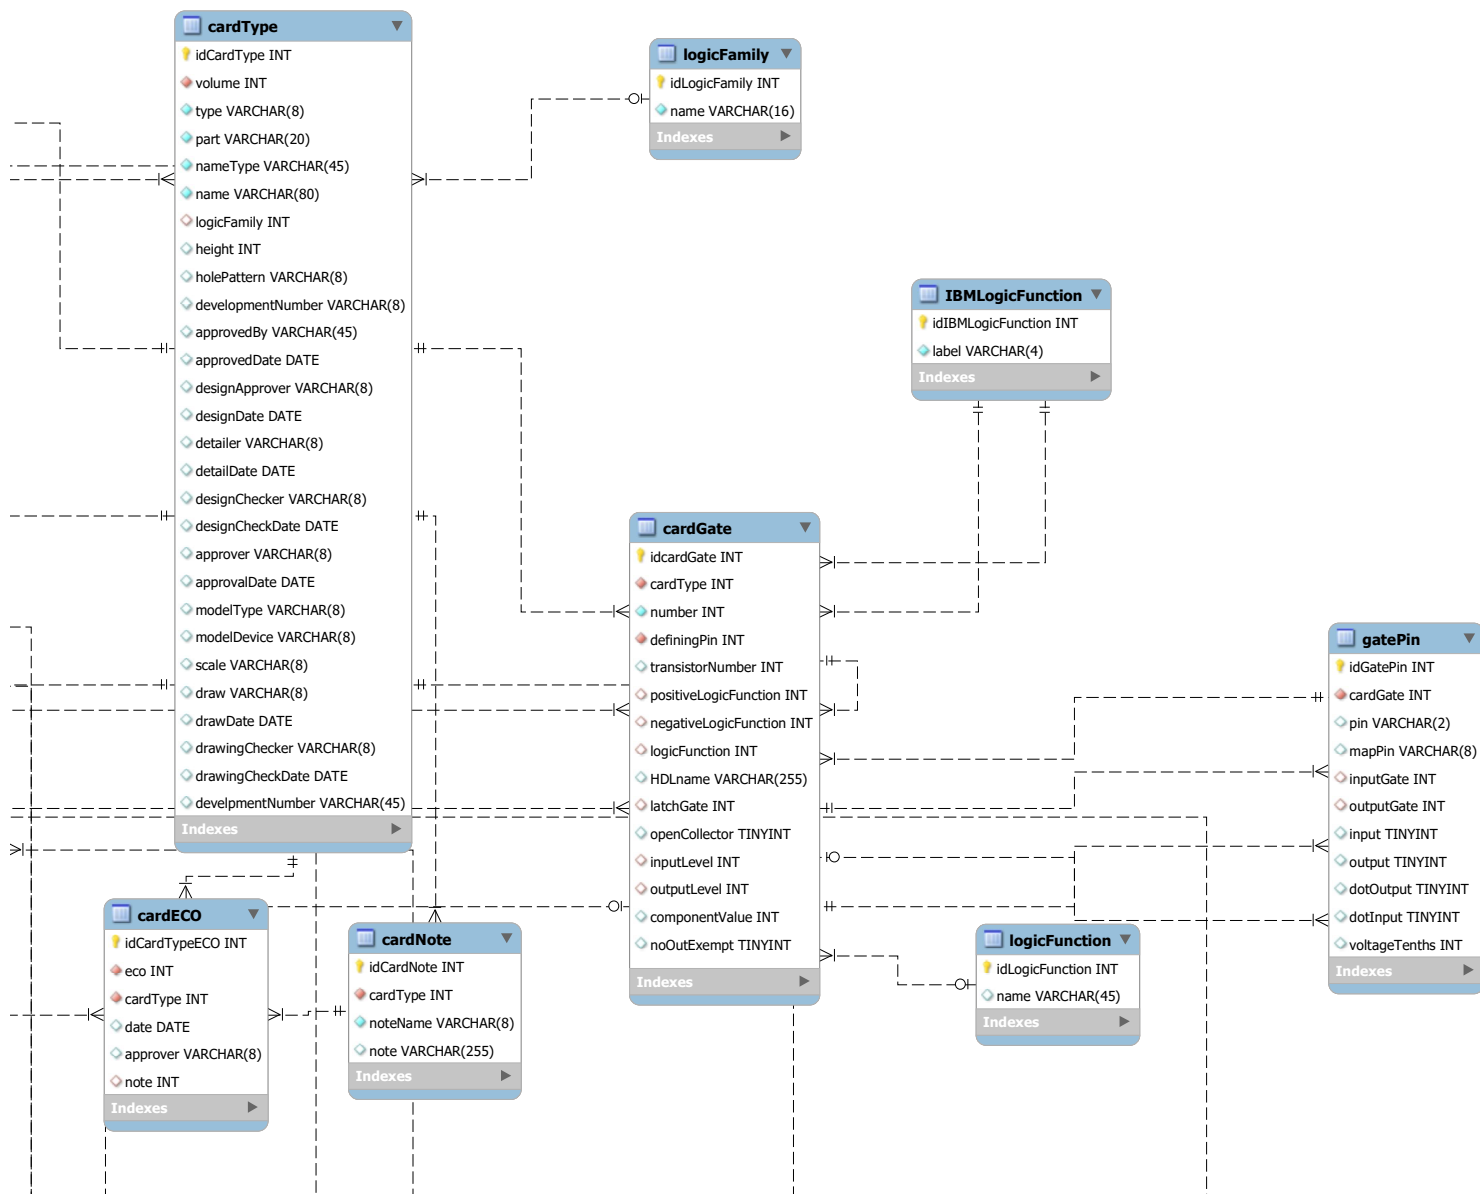 cardType
idCardType INT
volume INT
type VARCHAR(8)
part VARCHAR(20)
nameType VARCHAR(45)
name VARCHAR(80)
logicFamily INT
height INT
holePattern VARCHAR(8)
developmentNumber VARCHAR(8)
approvedBy VARCHAR(45)
approvedDate DATE
designApprover VARCHAR(8)
designDate DATE
detailer VARCHAR(8)
detailDate DATE
designChecker VARCHAR(8)
designCheckDate DATE
approver VARCHAR(8)
approvalDate DATE
modelType VARCHAR(8)
modelDevice VARCHAR(8)
scale VARCHAR(8)
draw VARCHAR(8)
drawDate DATE
drawingChecker VARCHAR(8)
drawingCheckDate DATE
develpmentNumber VARCHAR(45)
Indexes
logicFamily
idLogicFamily INT
name VARCHAR(16)
Indexes
IBMLogicFunction
idIBMLogicFunction INT
label VARCHAR(4)
Indexes
cardGate
idcardGate INT
cardType INT
number INT
definingPin INT
transistorNumber INT
positiveLogicFunction INT
negativeLogicFunction INT
logicFunction INT
HDLname VARCHAR(255)
latchGate INT
openCollector TINYINT
inputLevel INT
outputLevel INT
componentValue INT
noOutExempt TINYINT
Indexes
gatePin
idGatePin INT
cardGate INT
pin VARCHAR(2)
mapPin VARCHAR(8)
inputGate INT
outputGate INT
input TINYINT
output TINYINT
dotOutput TINYINT
dotInput TINYINT
voltageTenths INT
Indexes
cardECO
idCardTypeECO INT
eco INT
cardType INT
date DATE
approver VARCHAR(8)
note INT
Indexes
cardNote
idCardNote INT
cardType INT
noteName VARCHAR(8)
note VARCHAR(255)
Indexes
logicFunction
idLogicFunction INT
name VARCHAR(45)
Indexes